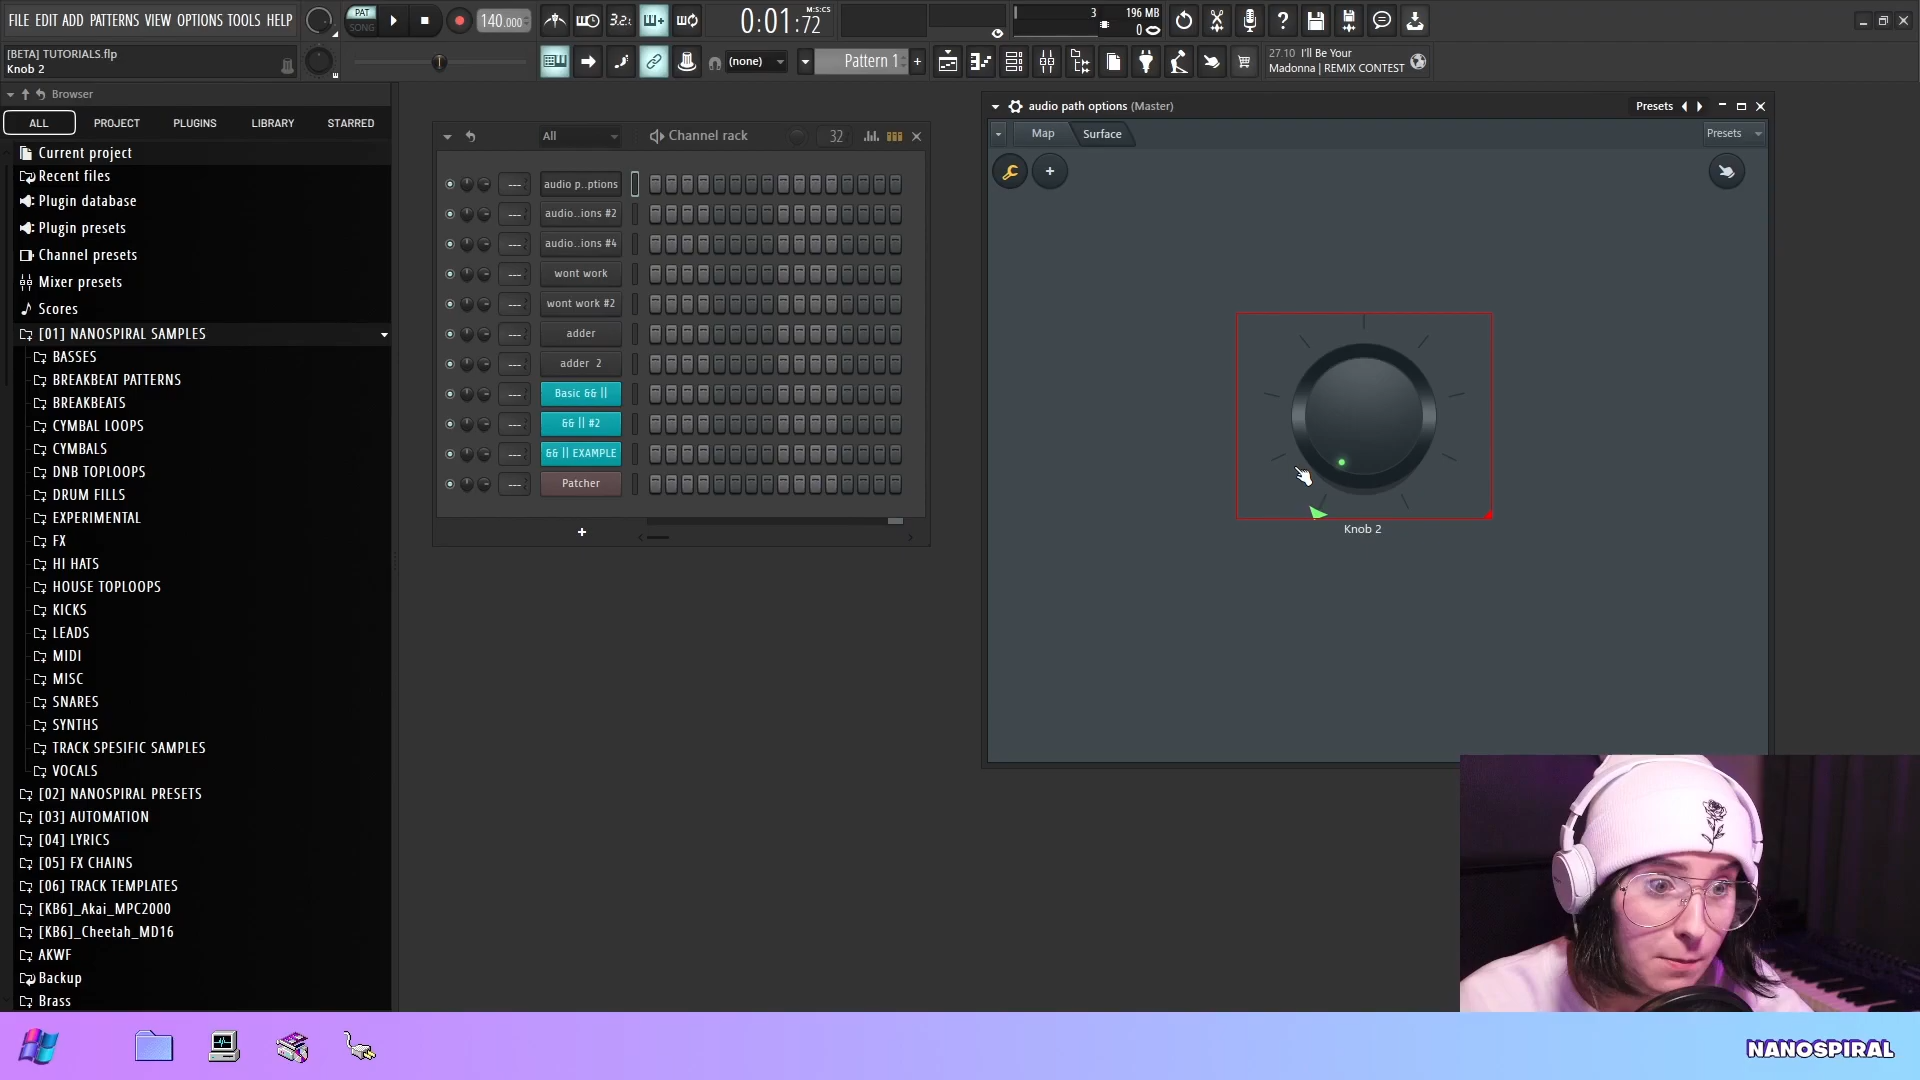 FILE EDIT ADD PATTERNS VIEW OPTIONS TOOLS HELP
PAT
SONG
140.000
3.2.
0:01:72
M:S:CS
3
196 MB
0
[BETA] TUTORIALS.flp
Knob 2
(none)
Pattern 1
+
27.10 I'll Be Your
Madonna | REMIX CONTEST
Browser
ALL
PROJECT
PLUGINS
LIBRARY
STARRED
Current project
Recent files
Plugin database
Plugin presets
Channel presets
Mixer presets
Scores
[01] NANOSPIRAL SAMPLES
BASSES
BREAKBEAT PATTERNS
BREAKBEATS
CYMBAL LOOPS
CYMBALS
DNB TOPLOOPS
DRUM FILLS
EXPERIMENTAL
FX
HI HATS
HOUSE TOPLOOPS
KICKS
LEADS
MIDI
MISC
SNARES
SYNTHS
TRACK SPESIFIC SAMPLES
VOCALS
[02] NANOSPIRAL PRESETS
[03] AUTOMATION
[04] LYRICS
[05] FX CHAINS
[06] TRACK TEMPLATES
[KB6]_Akai_MPC2000
[KB6]_Cheetah_MD16
AKWF
Backup
Brass
All
Channel rack
32
--- audio p..ptions
--- audio..ions #2
--- audio..ions #4
--- wont work
--- wont work #2
--- adder
--- adder 2
--- Basic && ||
--- && || #2
--- && || EXAMPLE
--- Patcher
+
audio path options (Master)
Presets
Map
Surface
Presets
+
Knob 2
NANOSPIRAL